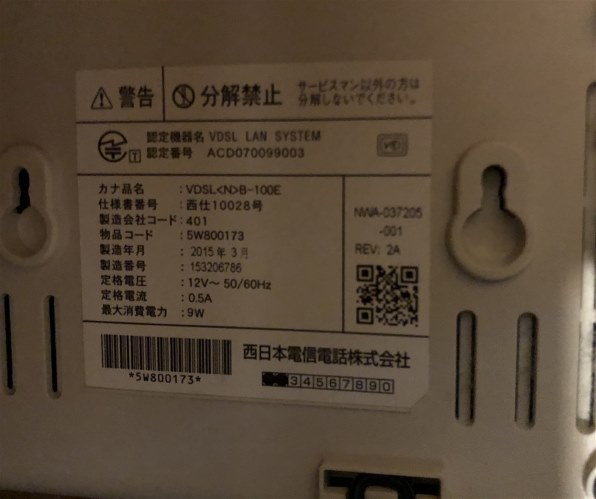 警告
分解禁止
サービスマン以外の方は
分解しないでください。
認定機器名 VDSL LAN SYSTEM
認定番号 ACD070099003
T
カナ品名 :VDSL<N>B-100E
仕様書番号 :西仕10028号
製造会社コード:401
物品コード :5W800173
製造年月 :2015年 3月
製造番号 :153206786
定格電圧 :12V～ 50/60Hz
定格電流 :0.5A
最大消費電力 :9W
NWA-037205
-001
REV: 2A
*5W800173*
西日本電信電話株式会社
34567890